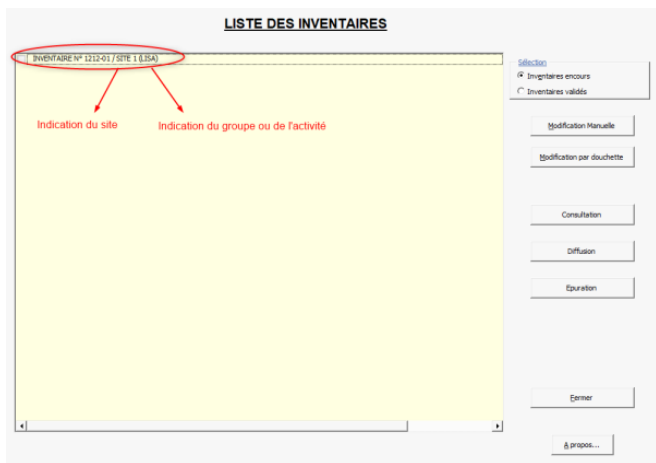 LISTE DES INVENTAIRES
INVENTAIRE N° 1212-01 / SITE 1 (LISA)
Indication du site
Indication du groupe ou de l'activité
Sélection
Inventaires encours
Inventaires validés
Modification Manuelle
Modification par douchette
Consultation
Diffusion
Epuration
Fermer
A propos...